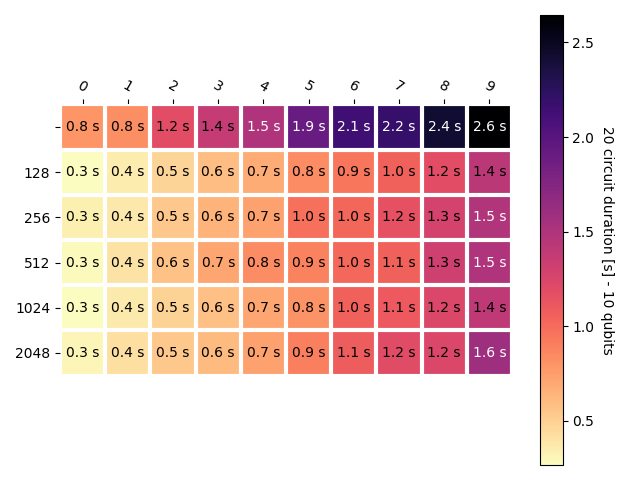 0 1 2 3 4 5 6 7 8 9
0.8 s 0.8 s 1.2 s 1.4 s 1.5 s 1.9 s 2.1 s 2.2 s 2.4 s 2.6 s
128 0.3 s 0.4 s 0.5 s 0.6 s 0.7 s 0.8 s 0.9 s 1.0 s 1.2 s 1.4 s
256 0.3 s 0.4 s 0.5 s 0.6 s 0.7 s 1.0 s 1.0 s 1.2 s 1.3 s 1.5 s
512 0.3 s 0.4 s 0.6 s 0.7 s 0.8 s 0.9 s 1.0 s 1.1 s 1.3 s 1.5 s
1024 0.3 s 0.4 s 0.5 s 0.6 s 0.7 s 0.8 s 1.0 s 1.1 s 1.2 s 1.4 s
2048 0.3 s 0.4 s 0.5 s 0.6 s 0.7 s 0.9 s 1.1 s 1.2 s 1.2 s 1.6 s
2.5
2.0
1.5
1.0
0.5
20 circuit duration [s] - 10 qubits